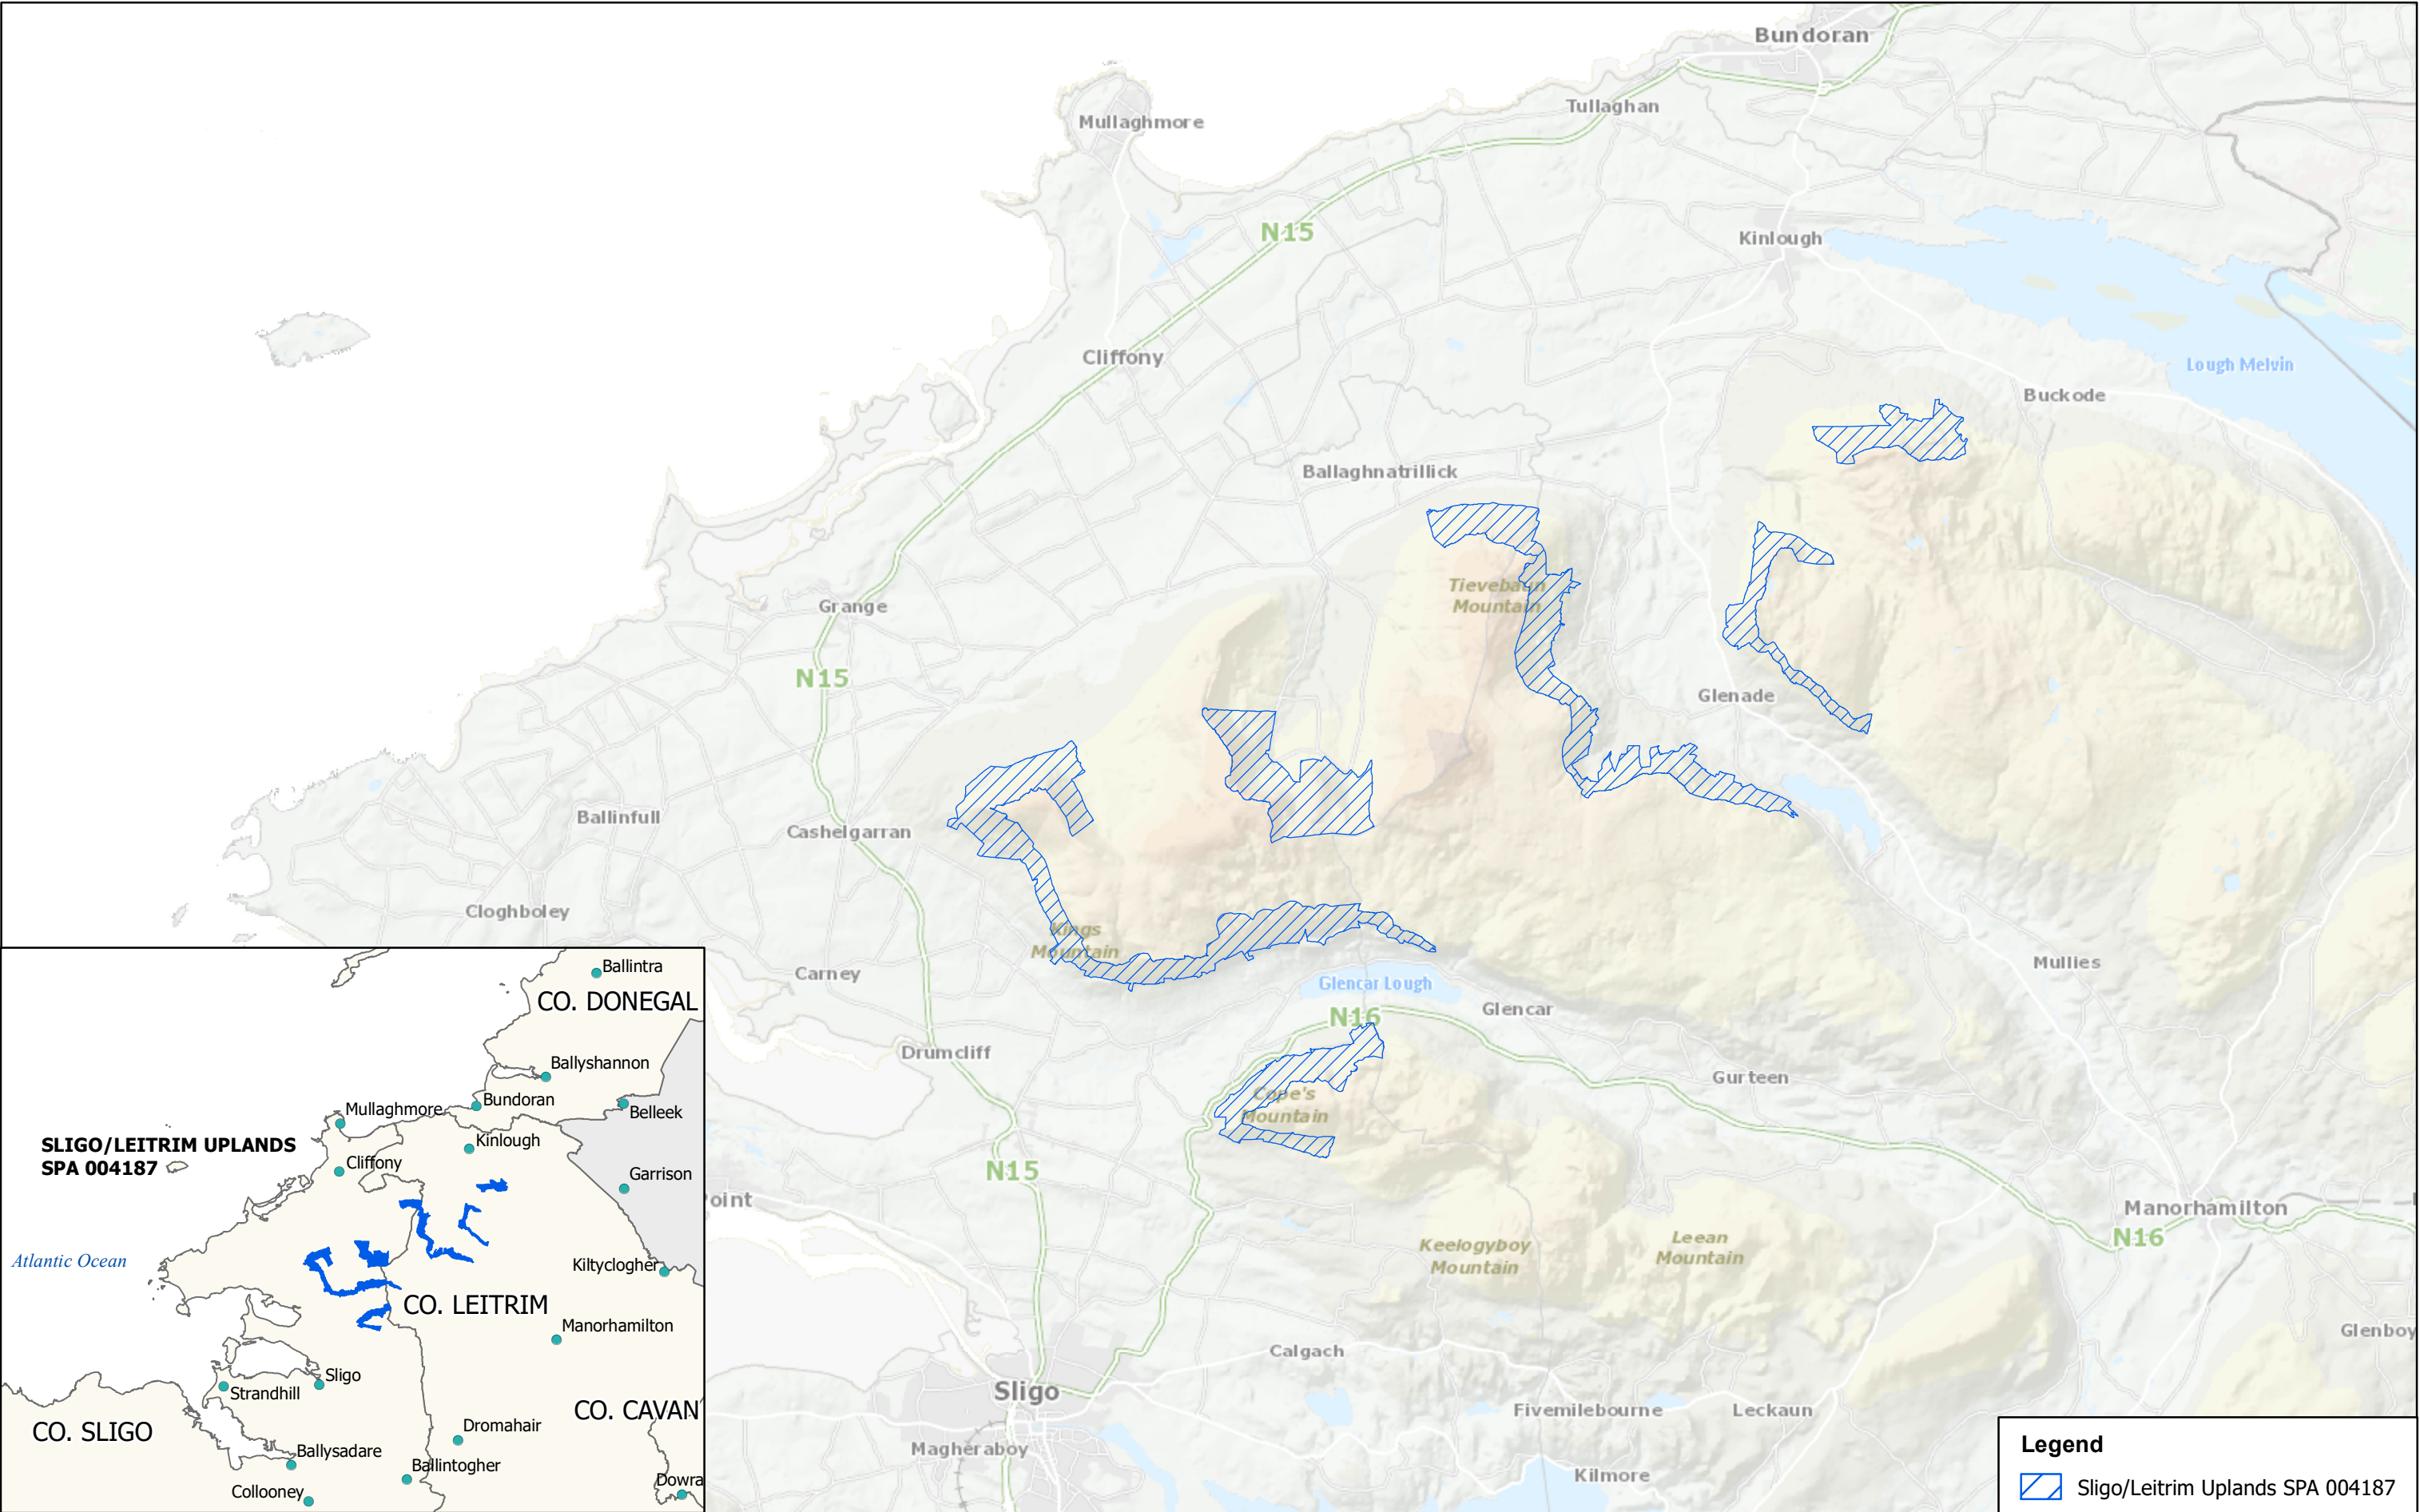 Bundoran
Tullaghan
Mullaghmore
N15
Kinlough
Cliffony
Lough Melvin
Buckode
Ballaghnatrillick
Tievebaun
Mountain
Grange
N15
Glenade
Ballinfull
Cashelgarran
Cloghboley
Kings
Mountain
Carney
Mullies
Glencar Lough
Glencar
N16
Drumcliff
Gurteen
Cope's
Mountain
N15
Point
Manorhamilton
N16
Keelogyboy
Mountain
Leean
Mountain
Glenboy
Calgach
Sligo
Fivemilebourne
Leckaun
Magheraboy
Kilmore
Ballintra
CO. DONEGAL
Ballyshannon
Bundoran
Belleek
Mullaghmore
SLIGO/LEITRIM UPLANDS
SPA 004187
Kinlough
Cliffony
Garrison
Atlantic Ocean
Kiltyclogher
CO. LEITRIM
Manorhamilton
Sligo
Strandhill
CO. SLIGO
CO. CAVAN
Dromahair
Ballysadare
Ballintogher
Collooney
Dowra
Legend
Sligo/Leitrim Uplands SPA 004187